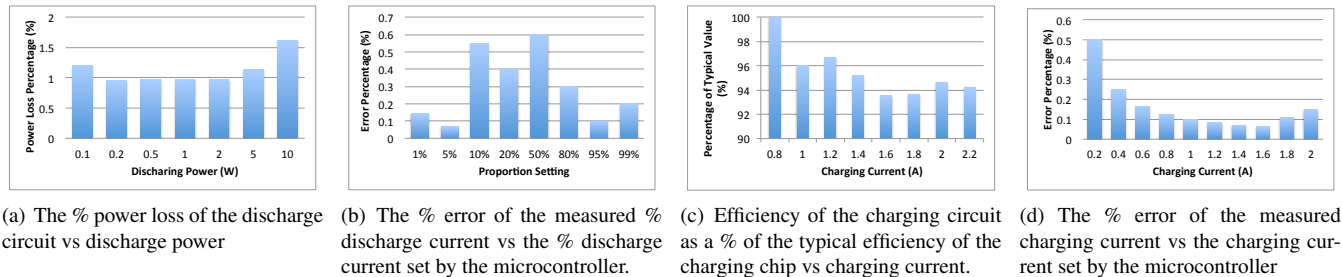 2
1.5
1
0.5
0
Power Loss Percentage (%)
0.1 0.2 0.5 1 2 5 10
Discharing Power (W)
0.7
0.6
0.5
0.4
0.3
0.2
0.1
0
Error Percentage (%)
1% 5% 10% 20% 50% 80% 95% 99%
Proportion Setting
100
98
96
94
92
90
Percentage of Typical Value
(%)
0.8 1 1.2 1.4 1.6 1.8 2 2.2
Charging Current (A)
0.6
0.5
0.4
0.3
0.2
0.1
0
Error Percentage (%)
0.2 0.4 0.6 0.8 1 1.2 1.4 1.6 1.8 2
Charging Current (A)
(a) The % power loss of the discharge
circuit vs discharge power
(b) The % error of the measured %
discharge current vs the % discharge
current set by the microcontroller.
(c) Efficiency of the charging circuit
as a % of the typical efficiency of the
charging chip vs charging current.
(d) The % error of the measured
charging current vs the charging cur-
rent set by the microcontroller